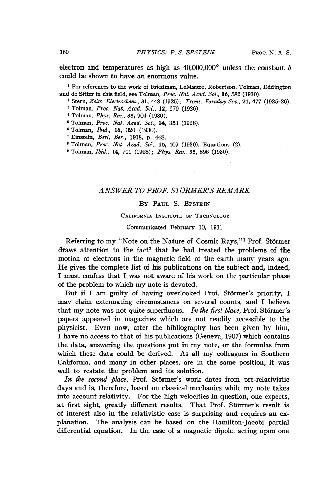 160 PHYSICS: P. S. EPSTEIN PROC. N. A. S.
electron and temperatures as high as 40,000,000° unless the constant b
could be shown to have an enormous value.
¹ For references to the work of Friedman, LeMaitre, Robertson, Tolman, Eddington
and de Sitter in this field, see Tolman, Proc. Nat. Acad. Sci., 16, 582 (1930).
² Stern, Zeits. Elektrochem., 31, 448 (1925); Trans. Faraday Soc., 21, 477 (1925–26).
³ Tolman, Proc. Nat. Acad. Sci., 12, 670 (1926).
⁴ Tolman, Phys. Rev.,
⁵ Tolman, Proc. Nat. Acad. Sci., 14, 353 (1928).
⁶ Tolman, Ibid.,
⁷ Einstein, Berl. Ber., 1918, p. 448.
⁸ Tolman, Proc. Nat. Acad. Sci., 16, 409 (1930). Equations (2).
⁹ Tolman, Ibid., 14, 701 (1928); Phys. Rev.
ANSWER TO PROF. STÖRMER'S REMARK
BY PAUL S. EPSTEIN
CALIFORNIA INSTITUTE OF TECHNOLOGY
Communicated February 10, 1931
Referring to my "Note on the Nature of Cosmic Rays,"¹ Prof. Störmer
draws attention to the fact² that he had treated the problems of the
motion of electrons in the magnetic field of the earth many years ago.
He gives the complete list of his publications on the subject and, indeed,
I must confess that I was not aware of his work on the particular phase
of the problem to which my note is devoted.
But if I am guilty of having overlooked Prof. Störmer's priority, I
may claim extenuating circumstances on several counts, and I believe
that my note was not quite superfluous. In the first place, Prof. Störmer's
papers appeared in magazines which are not readily accessible to the
physicist. Even now, after the bibliography has been given by him,
I have no access to that of his publications (Geneva, 1907) which contains
the data, answering the questions put in my note, or the formulas from
which these data could be derived. As all my colleagues in Southern
California, and many in other places, are in the same position, it was
well to restate the problem and its solution.
In the second place, Prof. Störmer's work dates from pre-relativistic
days and is, therefore, based on classical mechanics while my note takes
into account relativity. For the high velocities in question, one expects,
at first sight, greatly different results. That Prof. Störmer's result is
of interest also in the relativistic case is surprising and requires an ex-
planation. The analysis can be based on the Hamilton-Jacobi partial
differential equation. In the case of a magnetic dipole, acting upon one